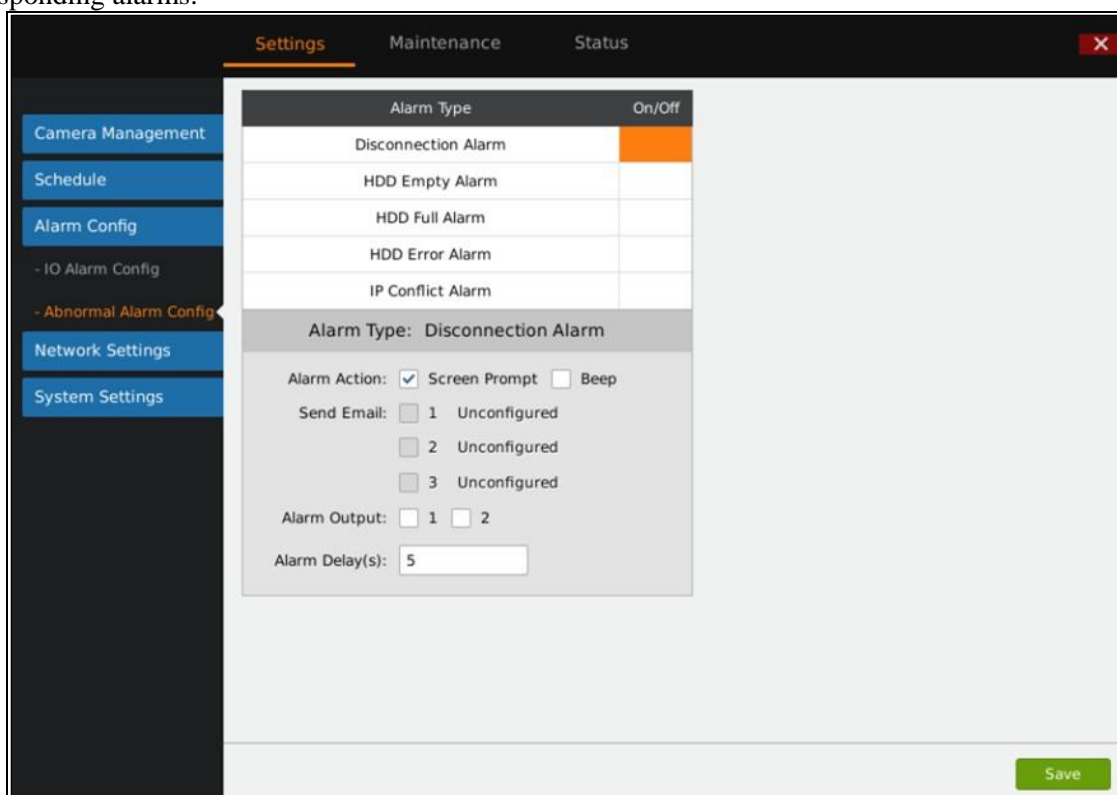 sponding alarms.
Settings Maintenance Status
Alarm Type On/Off
Camera Management
Disconnection Alarm
Schedule
HDD Empty Alarm
Alarm Config
HDD Full Alarm
- IO Alarm Config
HDD Error Alarm
- Abnormal Alarm Config
IP Conflict Alarm
Network Settings
Alarm Type: Disconnection Alarm
System Settings
Alarm Action: Screen Prompt Beep
Send Email: 1 Unconfigured
2 Unconfigured
3 Unconfigured
Alarm Output: 1 2
Alarm Delay(s): 5
Save